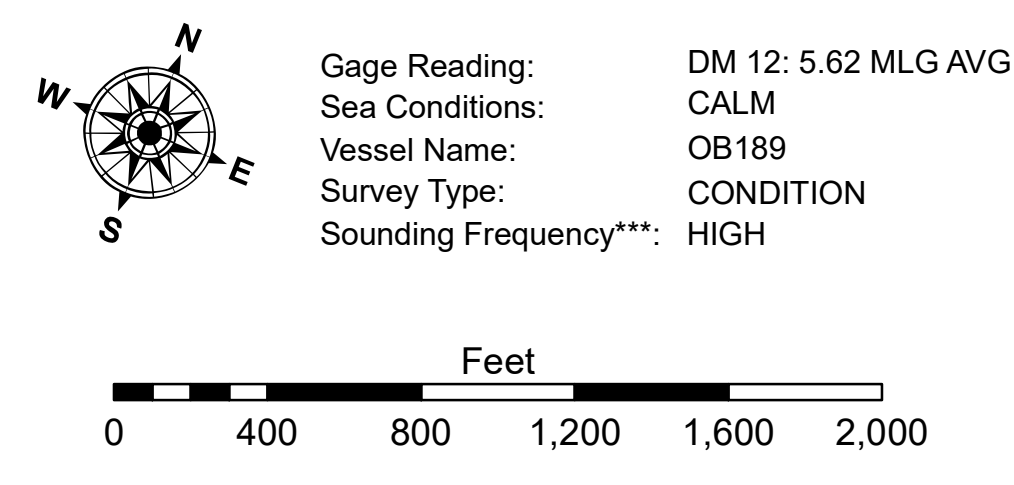 N
W
E
S
Gage Reading: DM 12: 5.62 MLG AVG
Sea Conditions: CALM
Vessel Name: OB189
Survey Type: CONDITION
Sounding Frequency***: HIGH
Feet
0 400 800 1,200 1,600 2,000